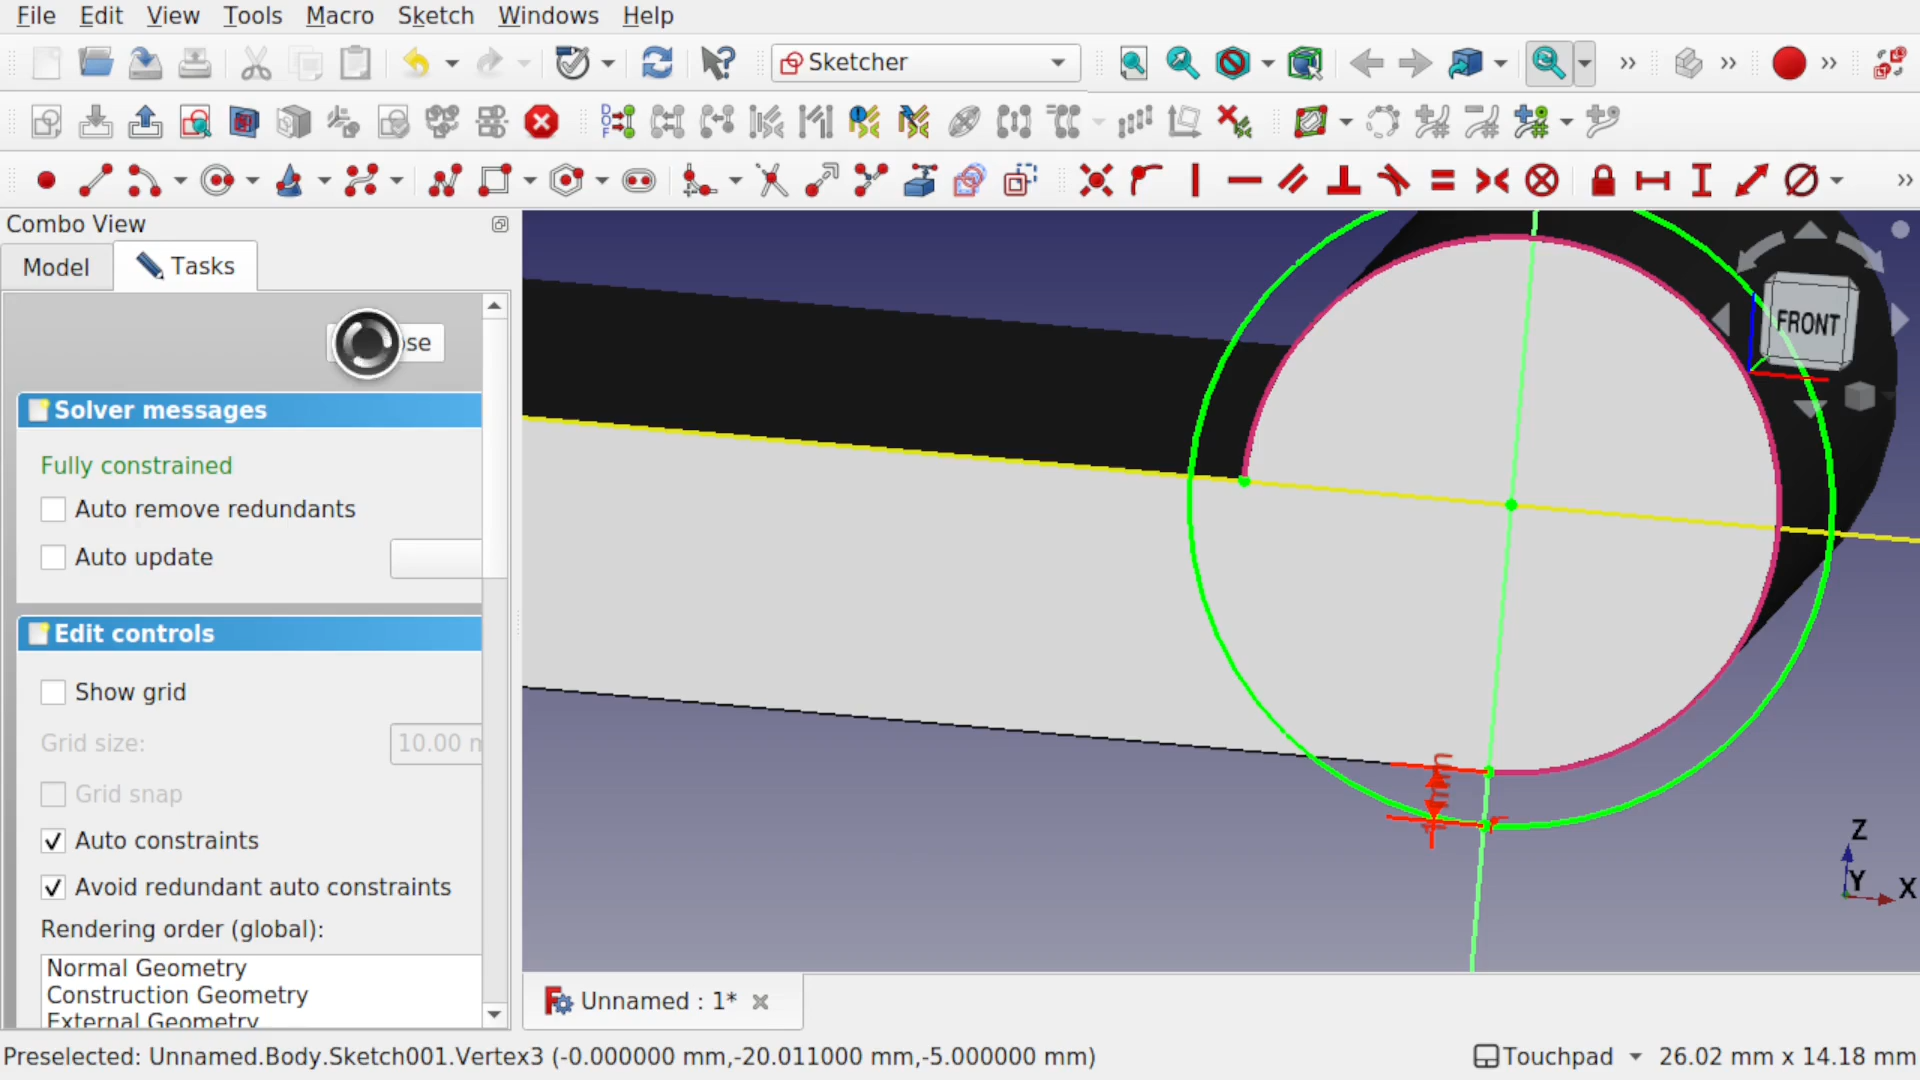 File Edit View Tools Macro Sketch Windows Help
Sketcher
DOF
Combo View
Model Tasks
Solver messages
Fully constrained
Auto remove redundants
Auto update
Edit controls
Show grid
Grid size: 10.00
Grid snap
Auto constraints
Avoid redundant auto constraints
Rendering order (global):
Normal Geometry
Construction Geometry
External Geometry
FRONT
Z
Y
X
Unnamed : 1*
Preselected: Unnamed.Body.Sketch001.Vertex3 (-0.000000 mm,-20.011000 mm,-5.000000 mm)
Touchpad 26.02 mm x 14.18 mm